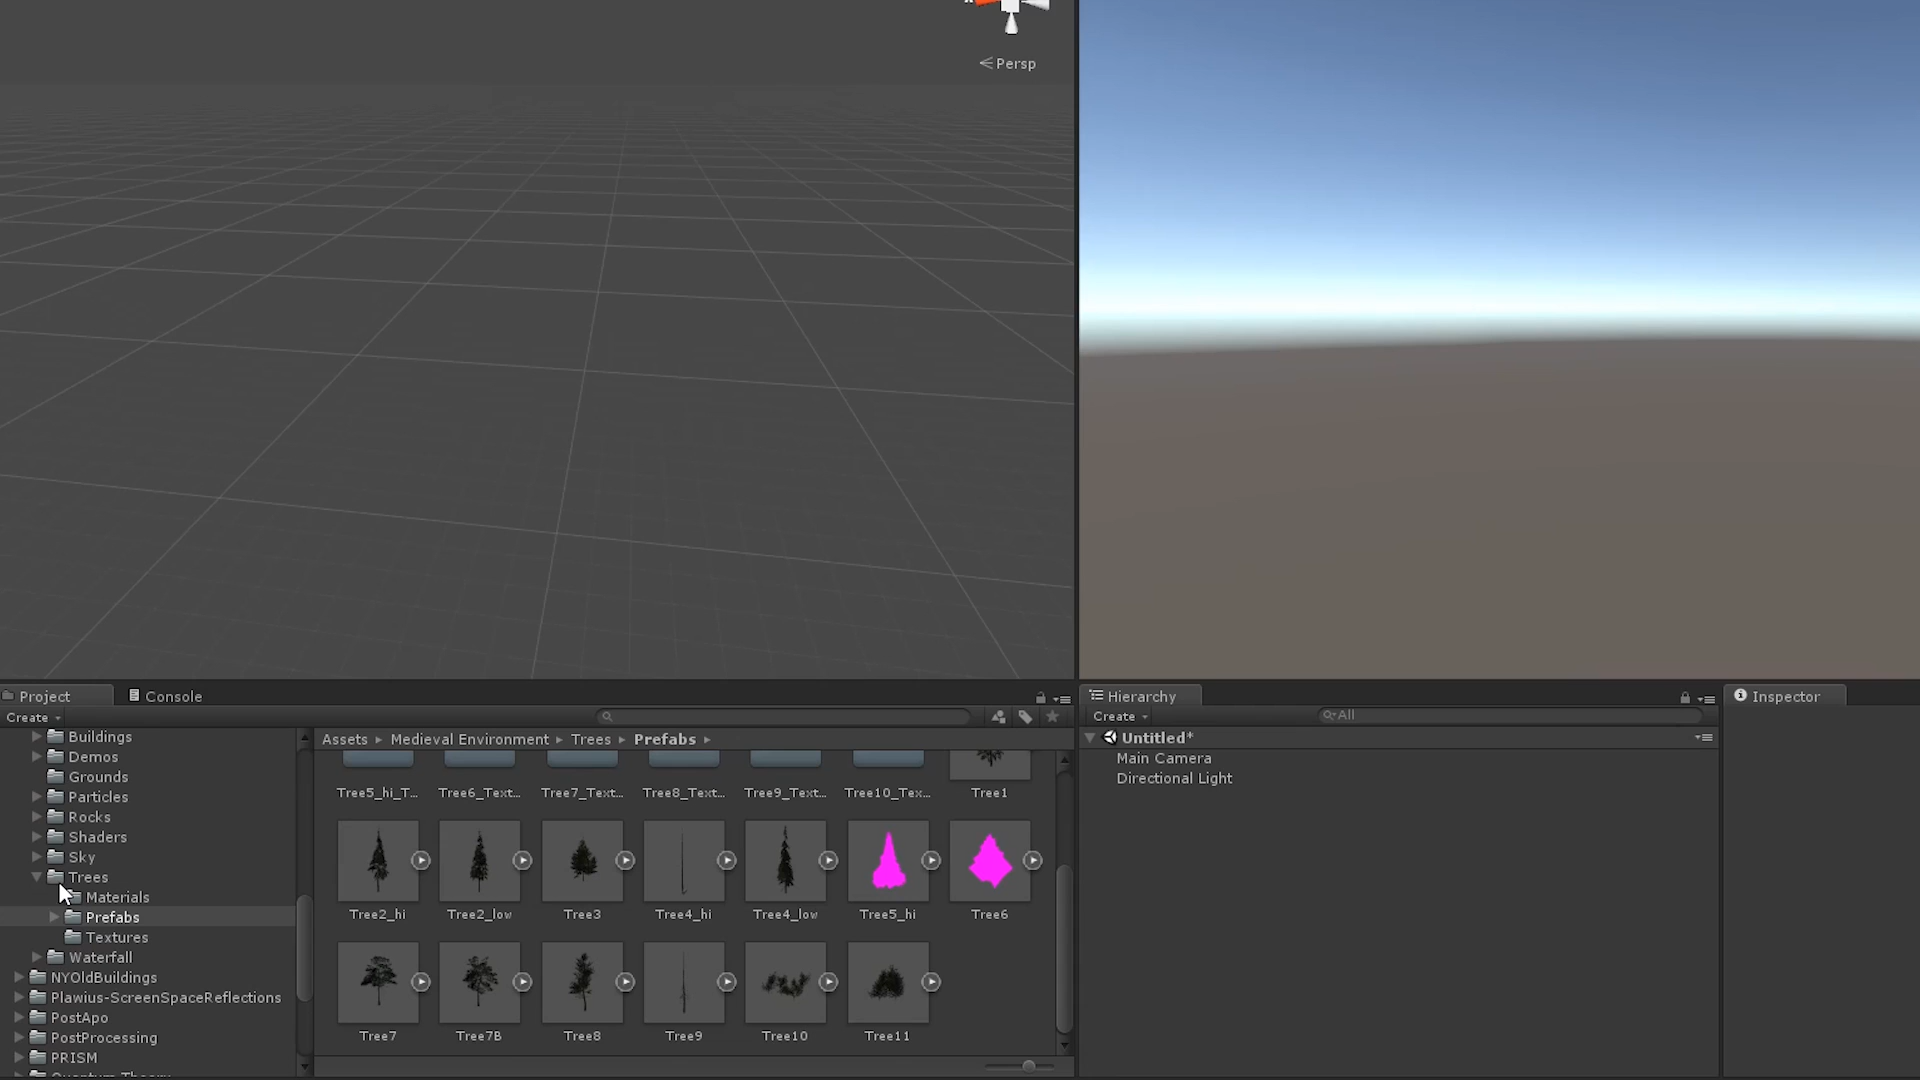 Persp
Project
Console
Create
Buildings
Demos
Grounds
Particles
Rocks
Shaders
Sky
Trees
Materials
Prefabs
Textures
Waterfall
NYOldBuildings
Plawius-ScreenSpaceReflections
PostApo
PostProcessing
PRISM
Assets Medieval Environment Trees Prefabs
Tree5_hi_T... Tree6_Text... Tree7_Text... Tree8_Text... Tree9_Text... Tree10_Tex... Tree1
Tree2_hi Tree2_low Tree3 Tree4_hi Tree4_low Tree5_hi Tree6
Tree7 Tree7B Tree8 Tree9 Tree10 Tree11
Hierarchy
Create
All
Untitled*
Main Camera
Directional Light
Inspector